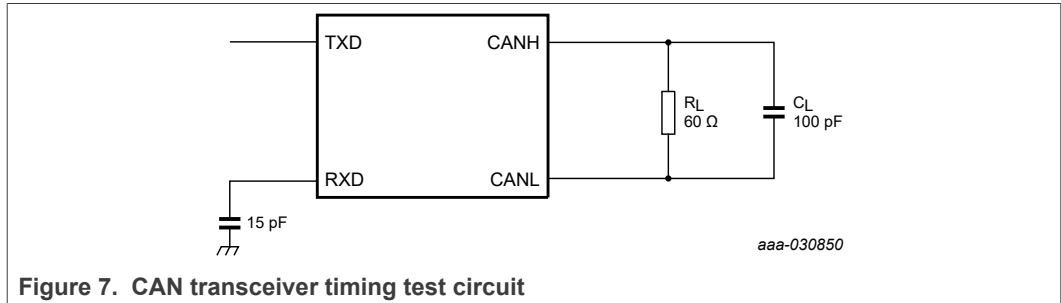 TXD
CANH
RL
60 Ω
CL
100 pF
RXD
CANL
15 pF
aaa-030850
Figure 7. CAN transceiver timing test circuit